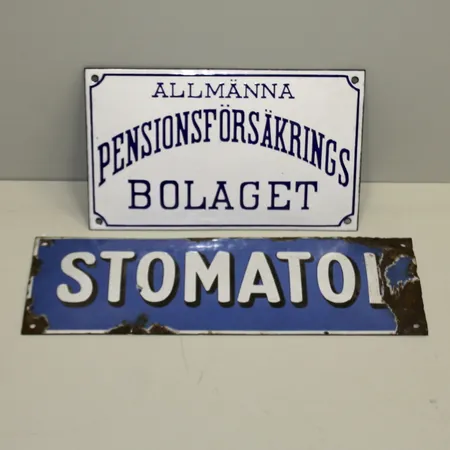 ALLMÄNNA
PENSIONSFÖRSÄKRINGS
BOLAGET
STOMATOL